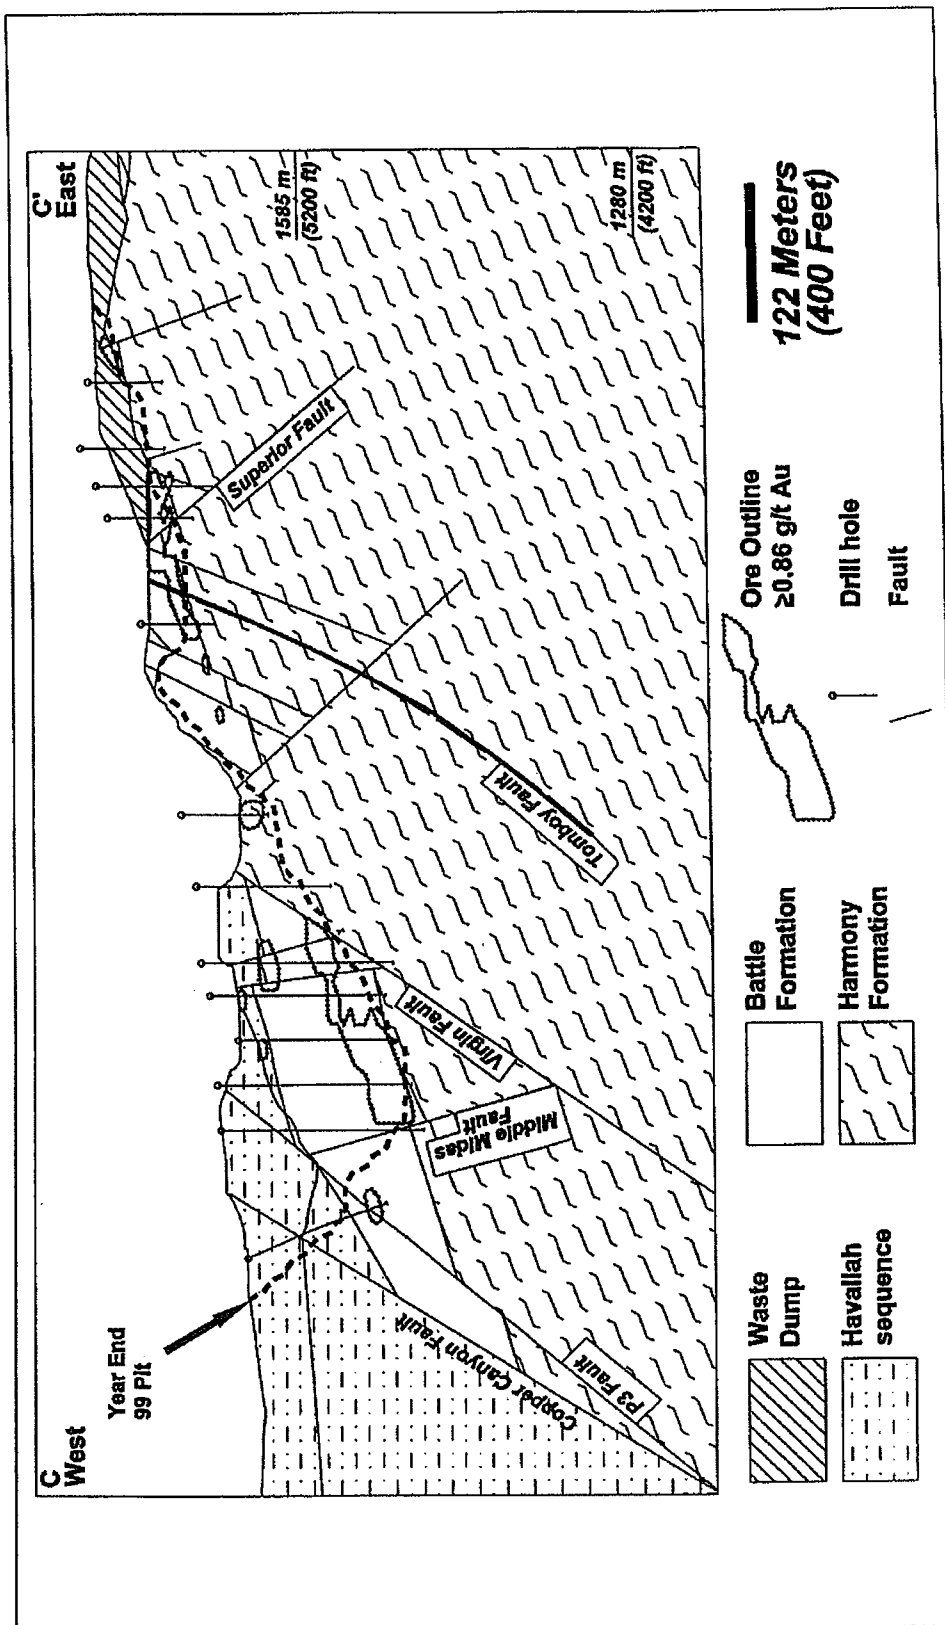 C
West
C'
East
Year End
99 Pit
1585 m
(5200 ft)
1280 m
(4200 ft)
Superior Fault
Tomboy Fault
Virgin Fault
Middle Midas
Fault
Copper Canyon Fault
P3 Fault
Waste
Dump
Battle
Formation
Ore Outline
≥0.86 g/t Au
122 Meters
(400 Feet)
Havallah
sequence
Harmony
Formation
Drill hole
Fault